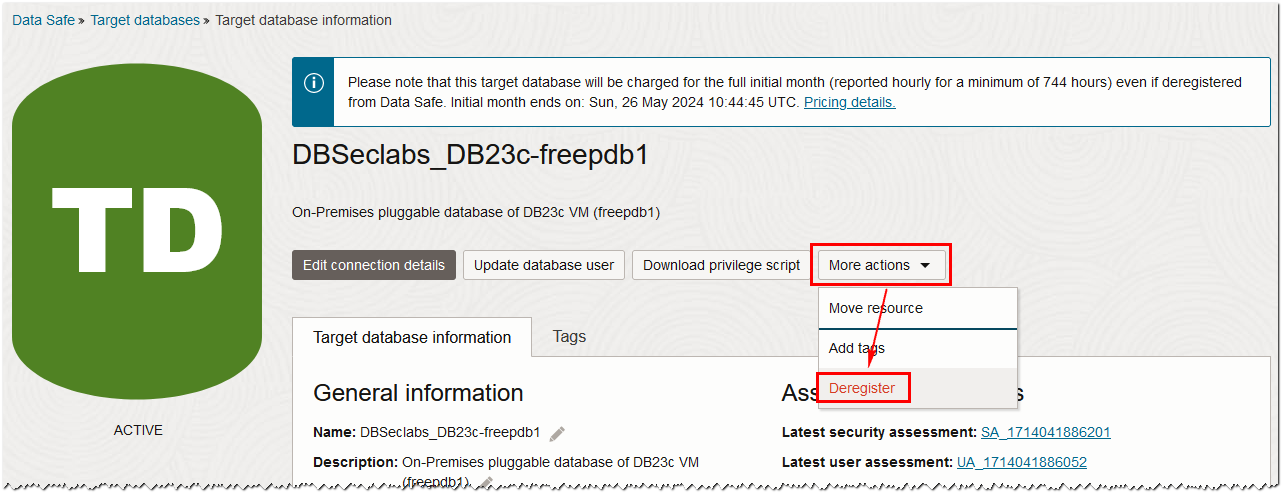 Data Safe » Target databases » Target database information
Please note that this target database will be charged for the full initial month (reported hourly for a minimum of 744 hours) even if deregistered
from Data Safe. Initial month ends on: Sun, 26 May 2024 10:44:45 UTC. Pricing details.
TD
ACTIVE
DBSeclabs_DB23c-freepdb1
On-Premises pluggable database of DB23c VM (freepdb1)
Edit connection details Update database user Download privilege script More actions
Move resource
Add tags
Deregister
Target database information Tags
General information
Name: DBSeclabs_DB23c-freepdb1
Description: On-Premises pluggable database of DB23c VM
(freepdb1)
Latest security assessment: SA_1714041886201
Latest user assessment: UA_1714041886052